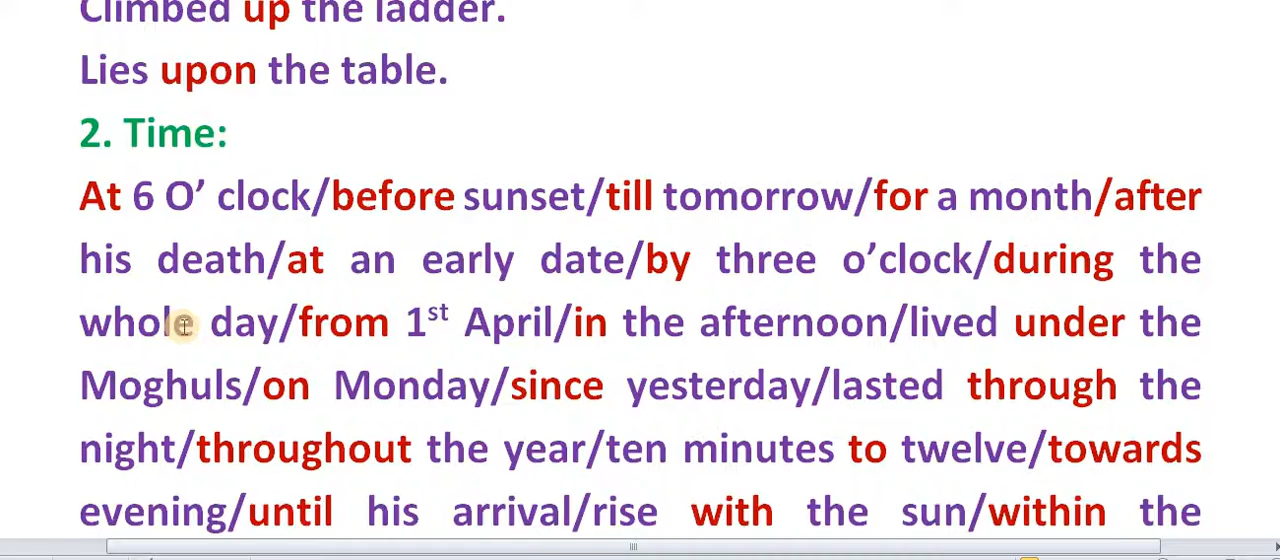 Climbed up the ladder.
Lies upon the table.
2. Time:
At 6 O’ clock/before sunset/till tomorrow/for a month/after
his death/at an early date/by three o’clock/during the
whole day/from 1st April/in the afternoon/lived under the
Moghuls/on Monday/since yesterday/lasted through the
night/throughout the year/ten minutes to twelve/towards
evening/until his arrival/rise with the sun/within the